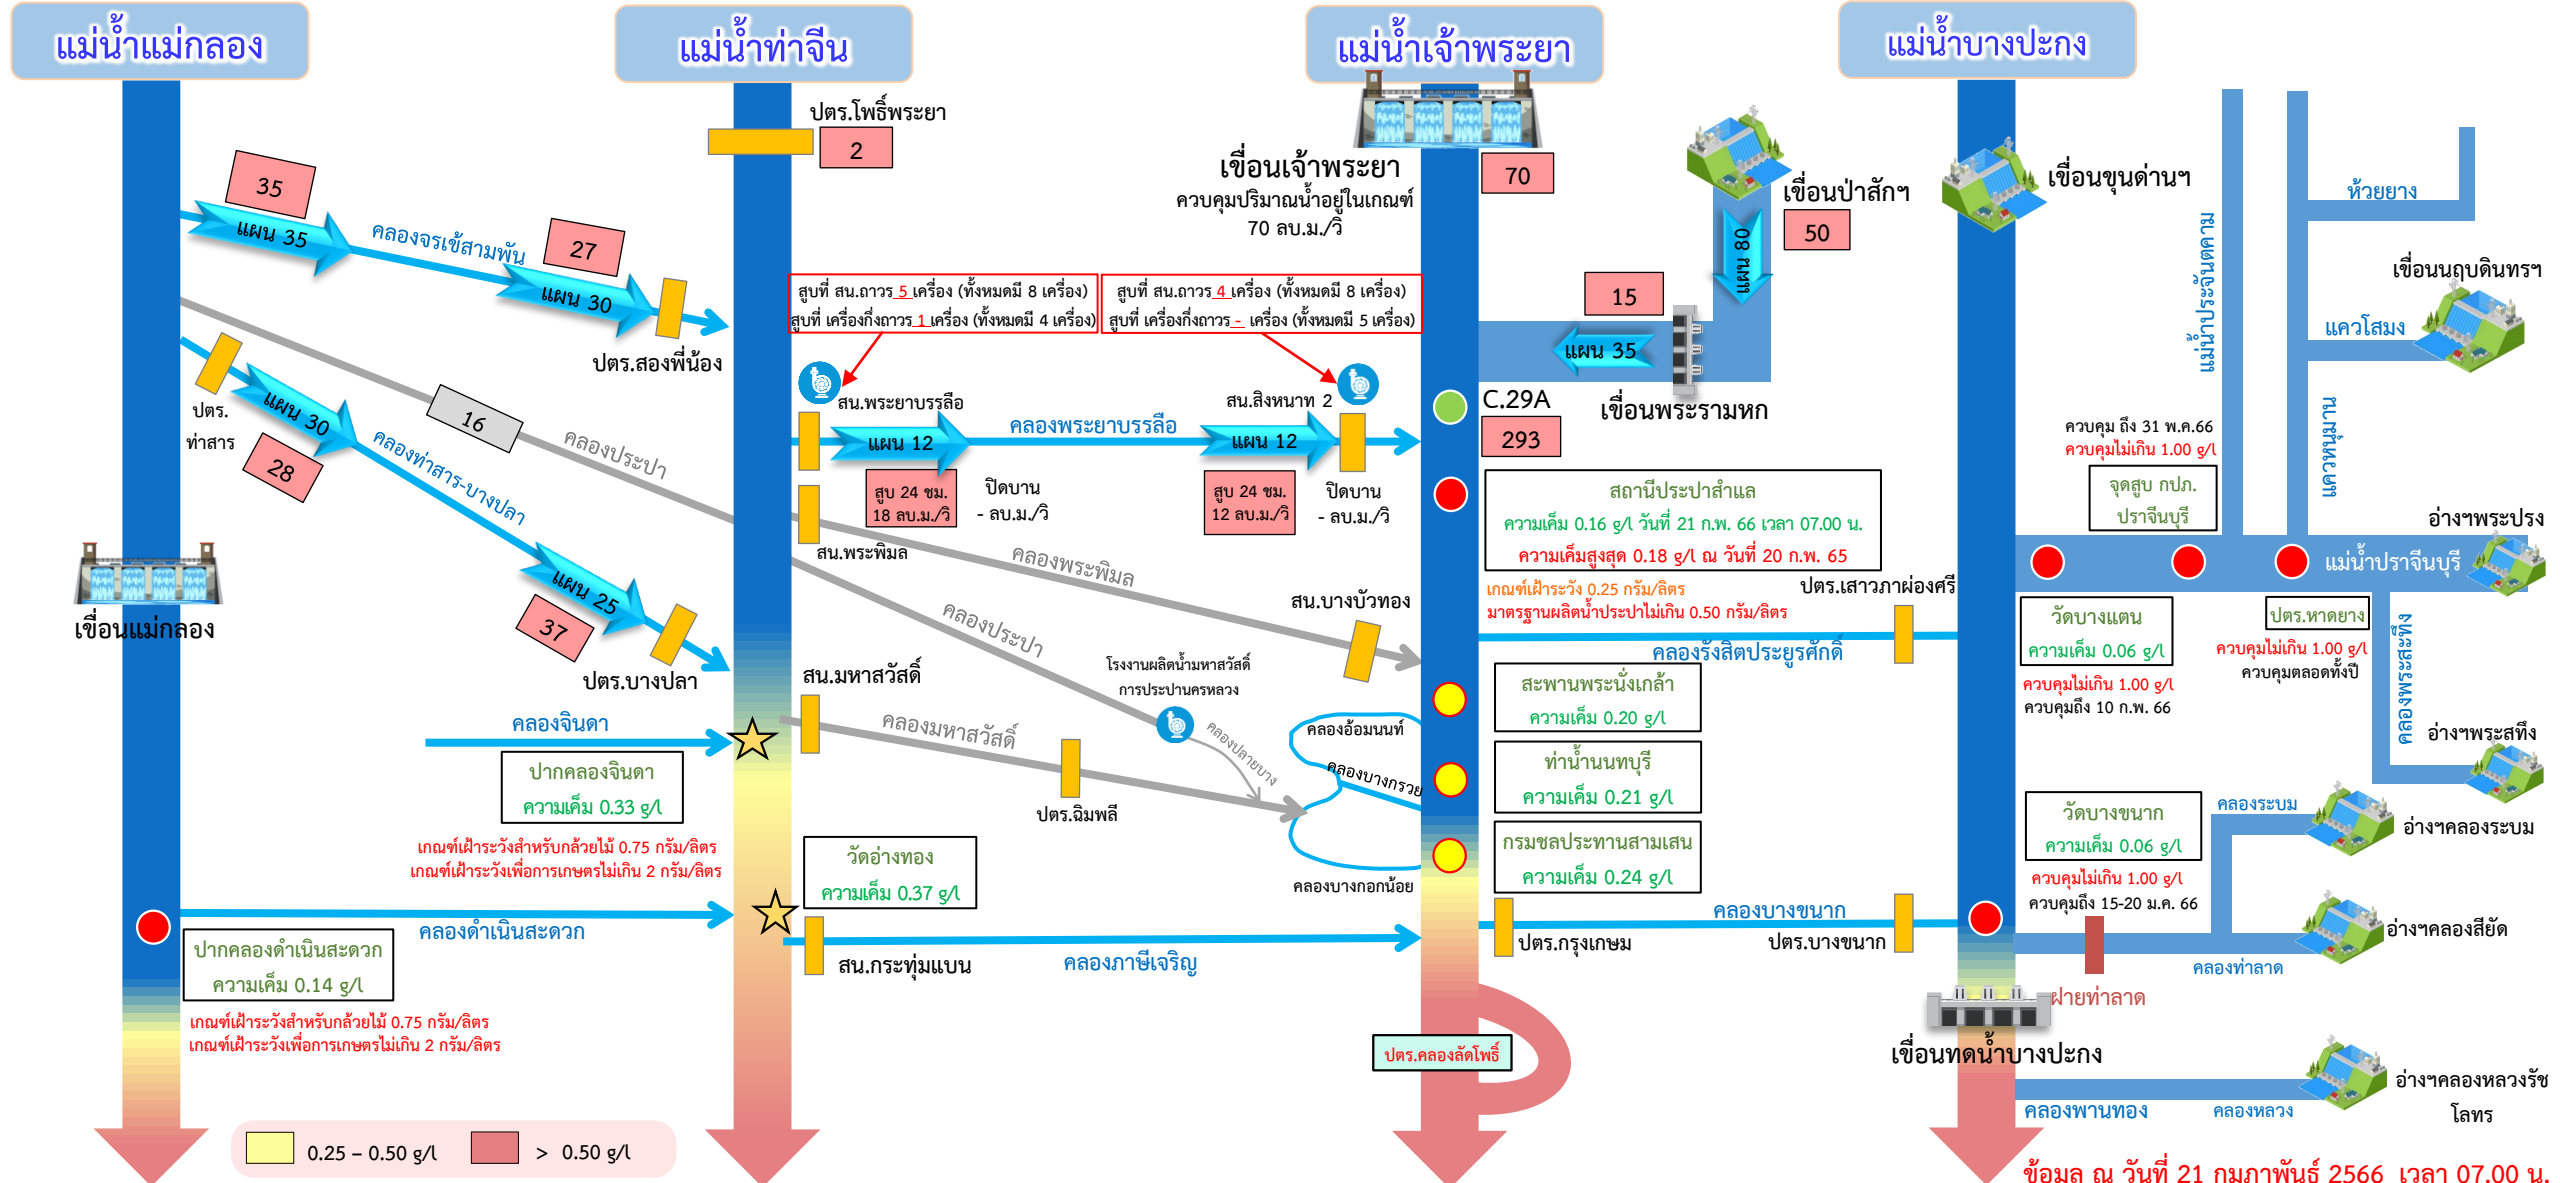 แม่น้ำแม่กลอง
แม่น้ำท่าจีน
แม่น้ำเจ้าพระยา
แม่น้ำบางปะกง
ปตร.โพธิ์พระยา
2
35
แผน 35
คลองจรเข้สามพัน
27
แผน 30
ปตร.สองพี่น้อง
เขื่อนเจ้าพระยา
ควบคุมปริมาณน้ำอยู่ในเกณฑ์
70 ลบ.ม./วิ
70
เขื่อนป่าสักฯ
50
แผน 80
15
แผน 35
เขื่อนพระรามหก
เขื่อนขุนด่านฯ
แม่น้ำประจันตคาม
ห้วยยาง
เขื่อนนฤบดินทรฯ
แควโสมง
แควหนุมาน
สูบที่ สน.ถาวร 5 เครื่อง (ทั้งหมดมี 8 เครื่อง)
สูบที่ เครื่องกึ่งถาวร 1 เครื่อง (ทั้งหมดมี 4 เครื่อง)
สูบที่ สน.ถาวร 4 เครื่อง (ทั้งหมดมี 8 เครื่อง)
สูบที่ เครื่องกึ่งถาวร - เครื่อง (ทั้งหมดมี 5 เครื่อง)
ปตร.
ท่าสาร
แผน 30
28
16
คลองประปา
คลองท่าสาร-บางปลา
แผน 25
37
ปตร.บางปลา
สน.พระยาบรรลือ
แผน 12
คลองพระยาบรรลือ
สน.สิงหนาท 2
แผน 12
สูบ 24 ชม.
18 ลบ.ม./วิ
ปิดบาน
- ลบ.ม./วิ
สูบ 24 ชม.
12 ลบ.ม./วิ
ปิดบาน
- ลบ.ม./วิ
C.29A
293
สน.พระพิมล
คลองพระพิมล
สน.บางบัวทอง
คลองประปา
สถานีประปาสำแล
ความเค็ม 0.16 g/l วันที่ 21 ก.พ. 66 เวลา 07.00 น.
ความเค็มสูงสุด 0.18 g/l ณ วันที่ 20 ก.พ. 65
เกณฑ์เฝ้าระวัง 0.25 กรัม/ลิตร
มาตรฐานผลิตน้ำประปาไม่เกิน 0.50 กรัม/ลิตร
ปตร.เสาวภาผ่องศรี
คลองรังสิตประยูรศักดิ์
ควบคุม ถึง 31 พ.ค.66
ควบคุมไม่เกิน 1.00 g/l
จุดสูบ กปภ.
ปราจีนบุรี
แม่น้ำปราจีนบุรี
อ่างฯพระปรง
วัดบางแตน
ความเค็ม 0.06 g/l
ควบคุมไม่เกิน 1.00 g/l
ควบคุมถึง 10 ก.พ. 66
ปตร.หาดยาง
ควบคุมไม่เกิน 1.00 g/l
ควบคุมตลอดทั้งปี
คลองพระสะทึง
อ่างฯพระสทึง
เขื่อนแม่กลอง
คลองจินดา
ปากคลองจินดา
ความเค็ม 0.33 g/l
เกณฑ์เฝ้าระวังสำหรับกล้วยไม้ 0.75 กรัม/ลิตร
เกณฑ์เฝ้าระวังเพื่อการเกษตรไม่เกิน 2 กรัม/ลิตร
สน.มหาสวัสดิ์
คลองมหาสวัสดิ์
ปตร.ฉิมพลี
โรงงานผลิตน้ำมหาสวัสดิ์
การประปานครหลวง
คลองปลายบาง
คลองอ้อมนนท์
คลองบางกรวย
คลองบางกอกน้อย
สะพานพระนั่งเกล้า
ความเค็ม 0.20 g/l
ท่าน้ำนนทบุรี
ความเค็ม 0.21 g/l
กรมชลประทานสามเสน
ความเค็ม 0.24 g/l
วัดบางขนาก
ความเค็ม 0.06 g/l
ควบคุมไม่เกิน 1.00 g/l
ควบคุมถึง 15-20 ม.ค. 66
คลองระบม
อ่างฯคลองระบม
อ่างฯคลองสียัด
คลองท่าลาด
ฝายท่าลาด
วัดอ่างทอง
ความเค็ม 0.37 g/l
สน.กระทุ่มแบน
คลองภาษีเจริญ
คลองดำเนินสะดวก
ปากคลองดำเนินสะดวก
ความเค็ม 0.14 g/l
เกณฑ์เฝ้าระวังสำหรับกล้วยไม้ 0.75 กรัม/ลิตร
เกณฑ์เฝ้าระวังเพื่อการเกษตรไม่เกิน 2 กรัม/ลิตร
ปตร.กรุงเกษม
คลองบางขนาก
ปตร.บางขนาก
ปตร.คลองลัดโพธิ์
เขื่อนทดน้ำบางปะกง
คลองพานทอง
คลองหลวง
อ่างฯคลองหลวงรัช
โลทร
0.25 – 0.50 g/l
> 0.50 g/l
ข้อมูล ณ วันที่ 21 กุมภาพันธ์ 2566 เวลา 07.00 น.